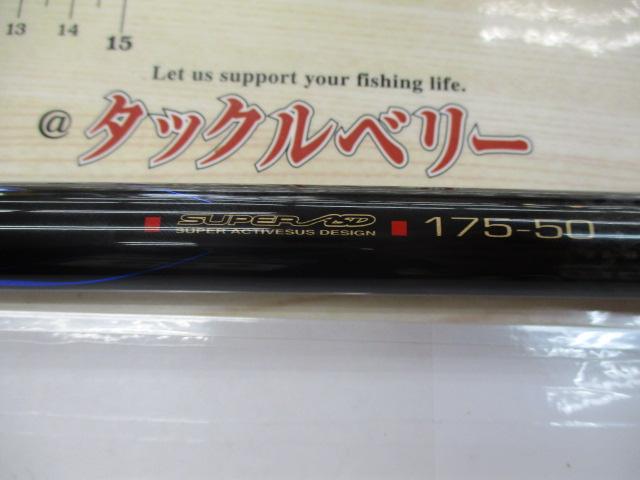 13 14 15
Let us support your fishing life.
@タックルベリー
SUPER ASD 175-50
SUPER ACTIVESUS DESIGN